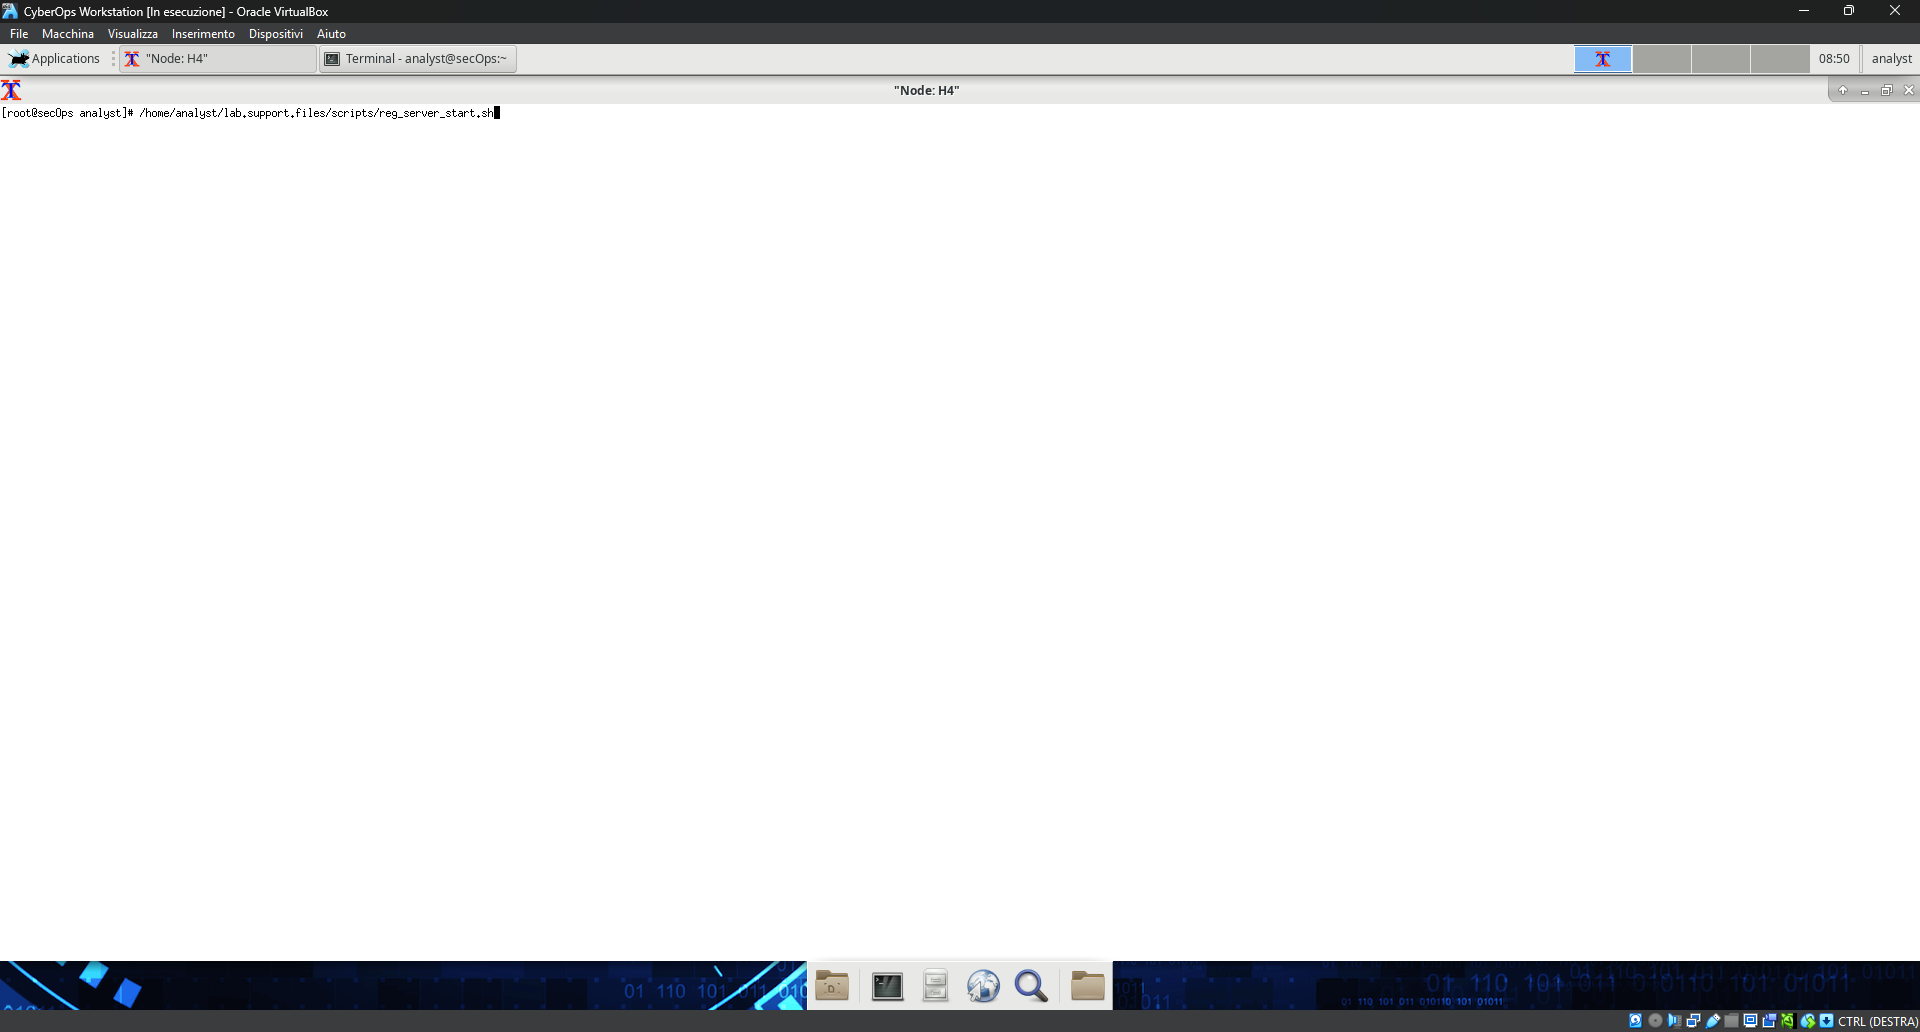 CyberOps Workstation [In esecuzione] - Oracle VirtualBox
File Macchina Visualizza Inserimento Dispositivi Aiuto
Applications "Node: H4" Terminal - analyst@secOps:~ 08:50 analyst
"Node: H4"
[root@secOps analyst]# /home/analyst/lab.support.files/scripts/reg_server_start.sh
CTRL (DESTRA)